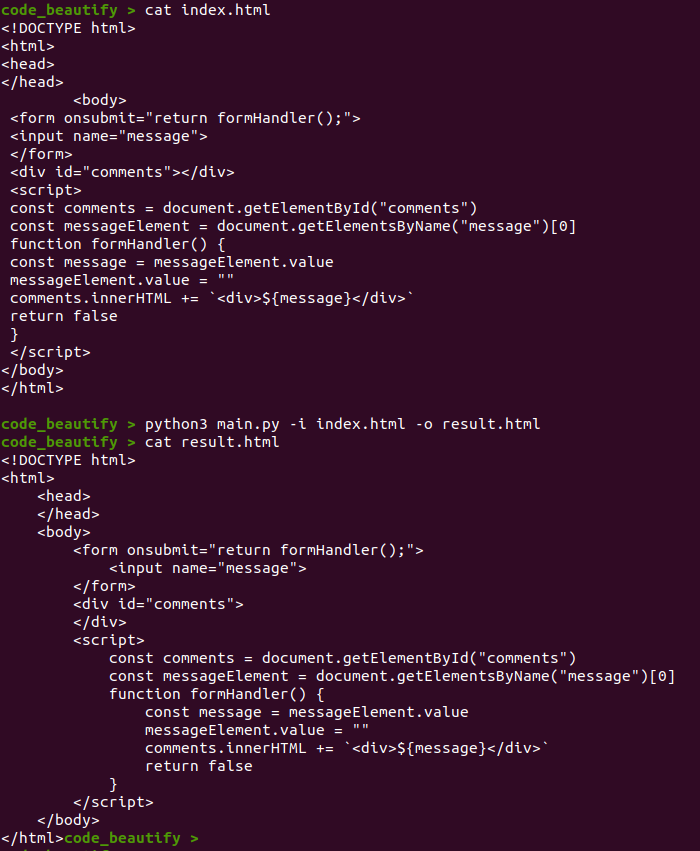 code_beautify > cat index.html
<!DOCTYPE html>
<html>
<head>
</head>
        <body>
 <form onsubmit="return formHandler();">
 <input name="message">
 </form>
 <div id="comments"></div>
 <script>
 const comments = document.getElementById("comments")
 const messageElement = document.getElementsByName("message")[0]
 function formHandler() {
 const message = messageElement.value
 messageElement.value = ""
 comments.innerHTML += `<div>${message}</div>`
 return false
 }
 </script>
</body>
</html>

code_beautify > python3 main.py -i index.html -o result.html
code_beautify > cat result.html
<!DOCTYPE html>
<html>
    <head>
    </head>
    <body>
        <form onsubmit="return formHandler();">
            <input name="message">
        </form>
        <div id="comments">
        </div>
        <script>
            const comments = document.getElementById("comments")
            const messageElement = document.getElementsByName("message")[0]
            function formHandler() {
                const message = messageElement.value
                messageElement.value = ""
                comments.innerHTML += `<div>${message}</div>`
                return false
            }
        </script>
    </body>
</html>code_beautify >